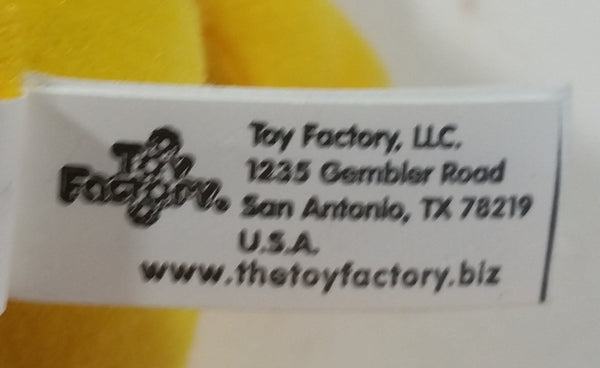 Toy
Factory.
Toy Factory, LLC.
1235 Gembler Road
San Antonio, TX 78219
U.S.A.
www.thetoyfactory.biz